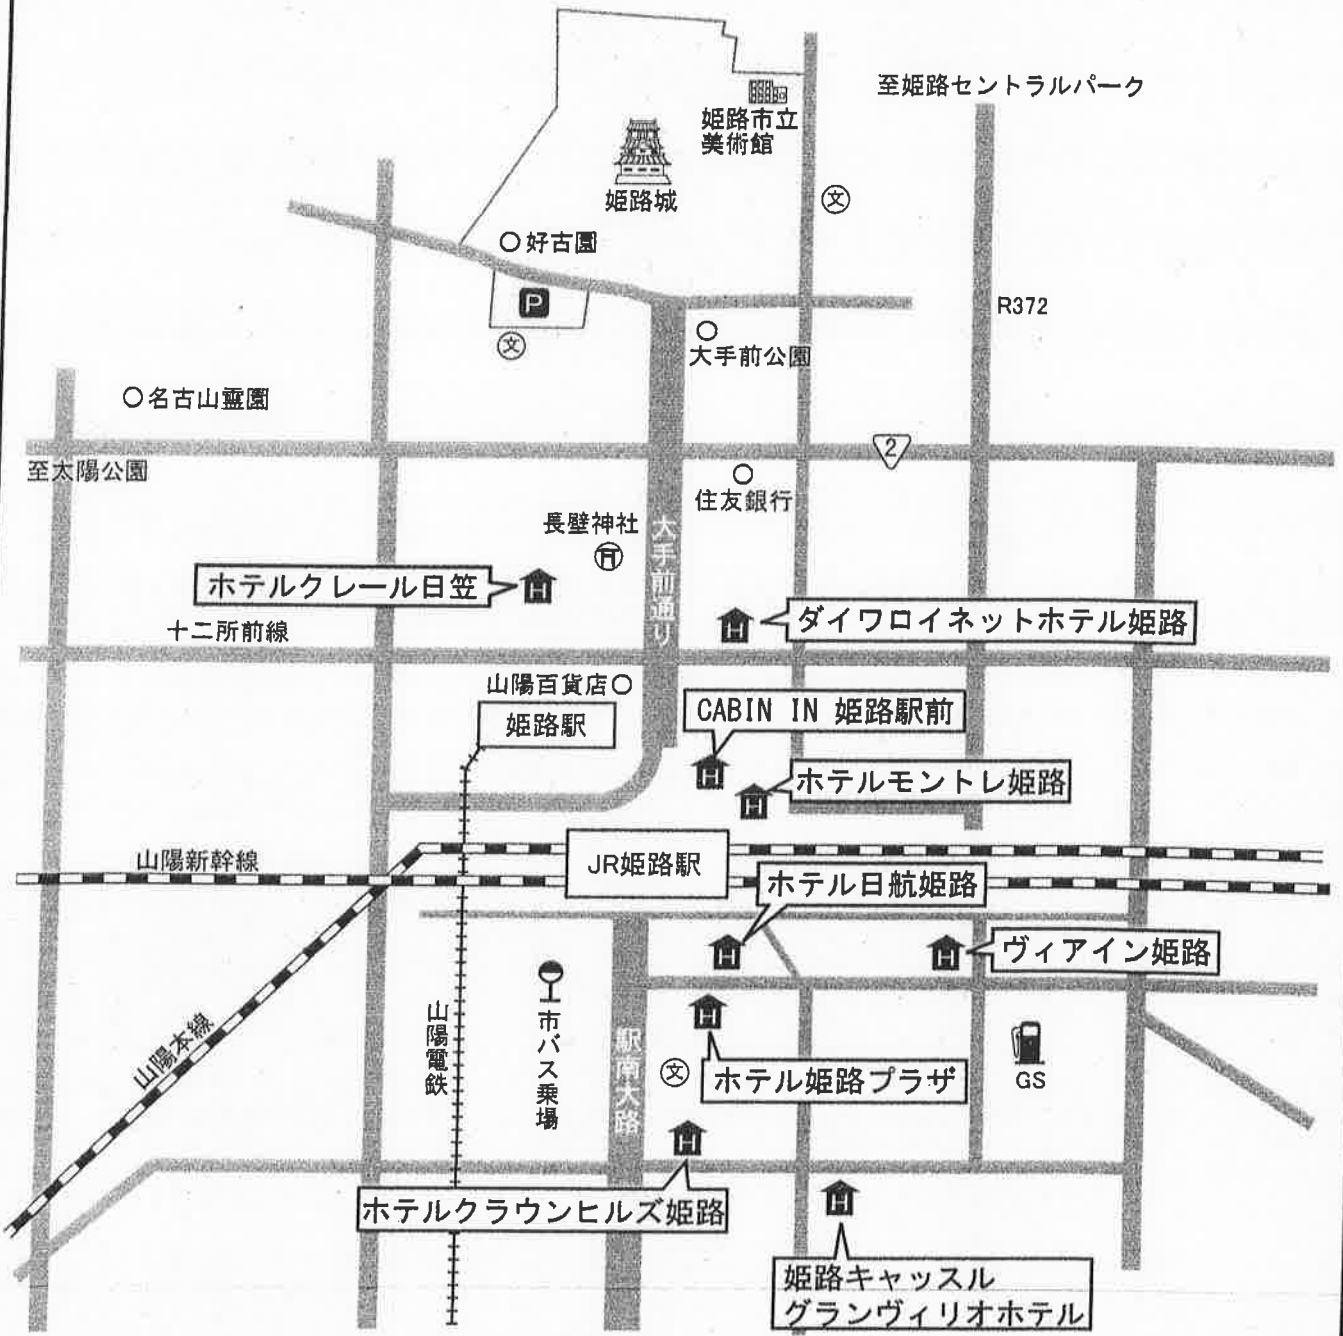 至姫路セントラルパーク
姫路市立
美術館
姫路城
文
好古園
P
R372
文
大手前公園
名古山霊園
2
至太陽公園
住友銀行
長壁神社
大手前通り
ホテルクレール日笠
H
H
ダイワロイネットホテル姫路
十二所前線
山陽百貨店
姫路駅
CABIN IN 姫路駅前
H
ホテルモントレ姫路
H
山陽新幹線
JR姫路駅
ホテル日航姫路
H
H
ヴィアイン姫路
山陽本線
山陽電鉄
市バス乗場
駅南大路
H
文
ホテル姫路プラザ
GS
H
ホテルクラウンヒルズ姫路
H
姫路キャッスル
グランヴィリオホテル